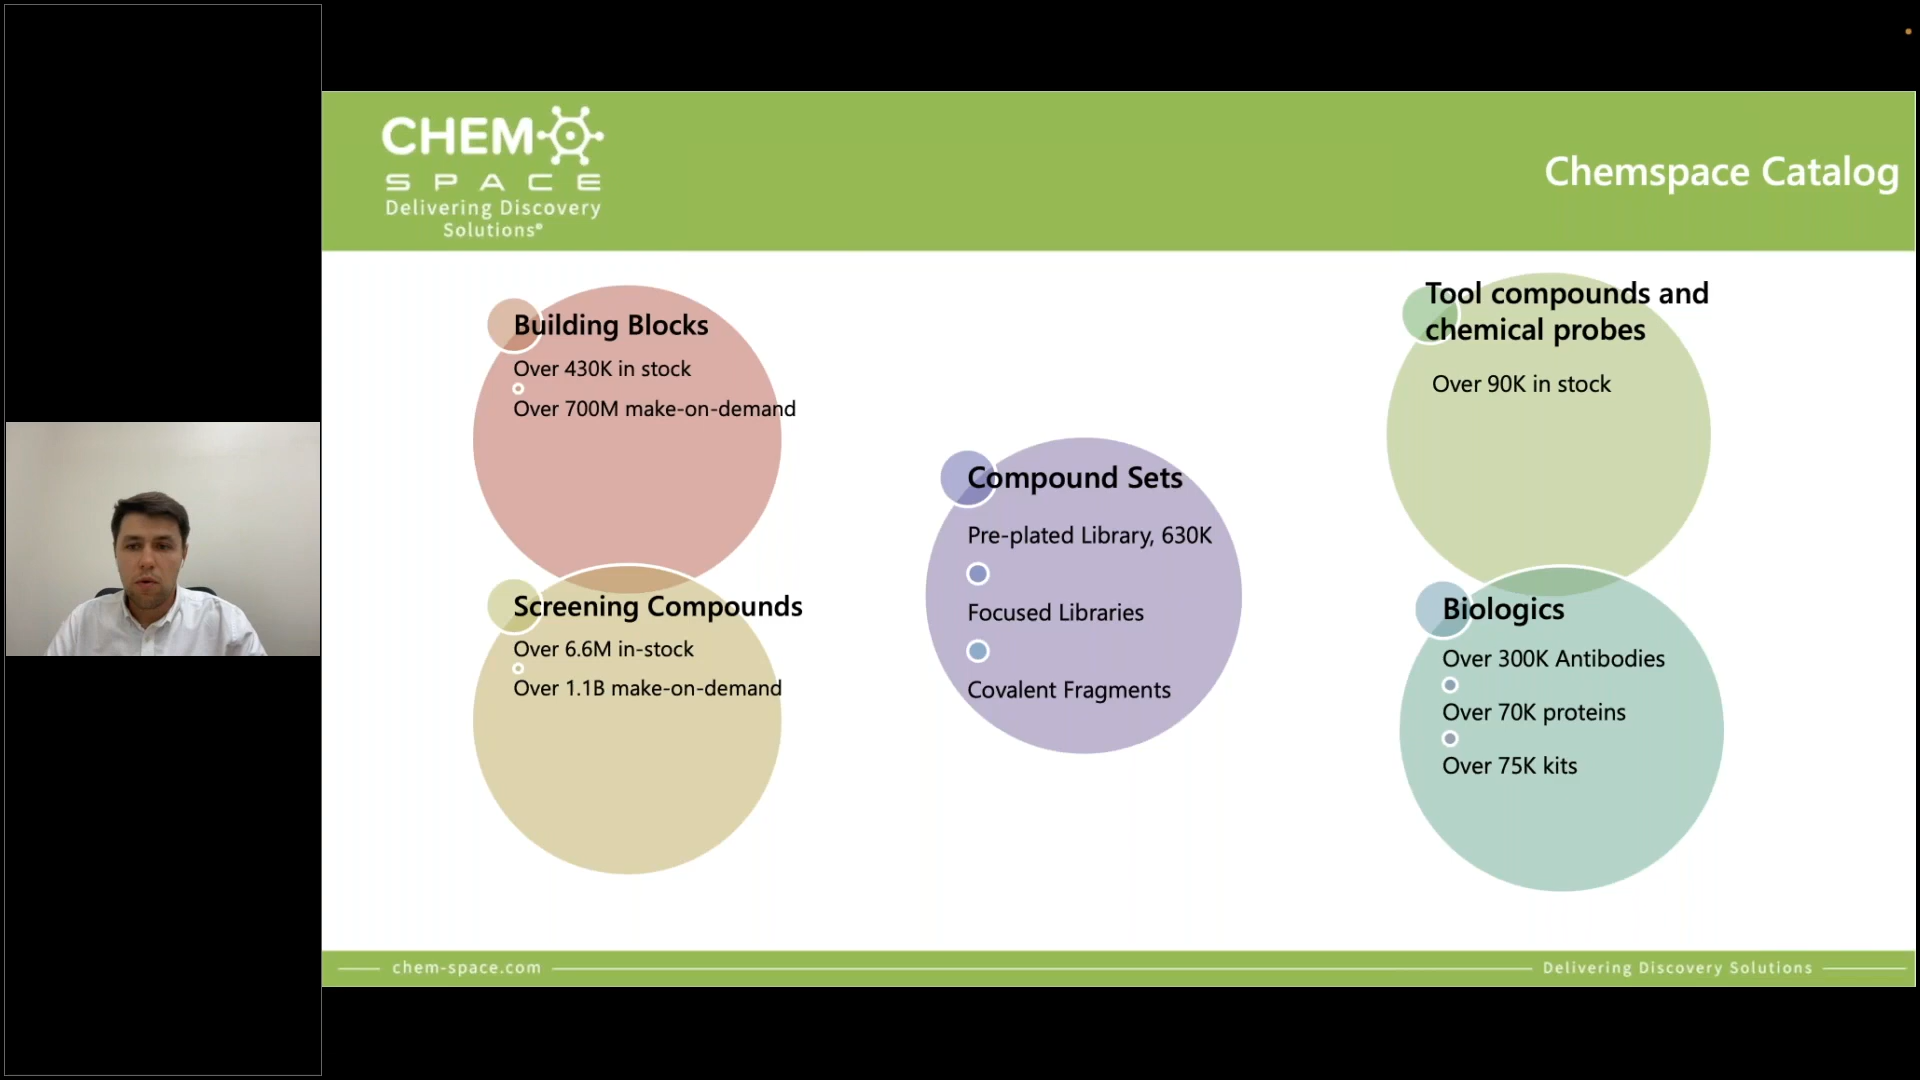 CHEM
SPACE
Delivering Discovery
Solutions®
Chemspace Catalog
Building Blocks
Over 430K in stock
Over 700M make-on-demand
Screening Compounds
Over 6.6M in-stock
Over 1.1B make-on-demand
Compound Sets
Pre-plated Library, 630K
Focused Libraries
Covalent Fragments
Tool compounds and
chemical probes
Over 90K in stock
Biologics
Over 300K Antibodies
Over 70K proteins
Over 75K kits
chem-space.com
Delivering Discovery Solutions